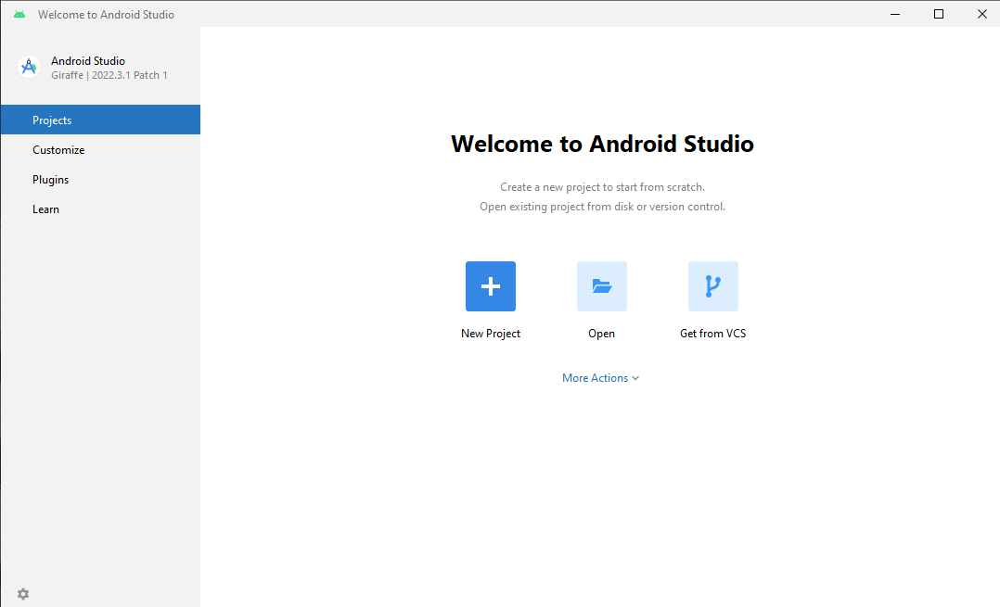 Welcome to Android Studio
Android Studio
Giraffe | 2022.3.1 Patch 1
Projects
Customize
Plugins
Learn
Welcome to Android Studio
Create a new project to start from scratch.
Open existing project from disk or version control.
New Project
Open
Get from VCS
More Actions